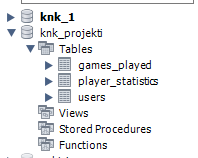 knk_1
knk_projekti
Tables
games_played
player_statistics
users
Views
Stored Procedures
Functions